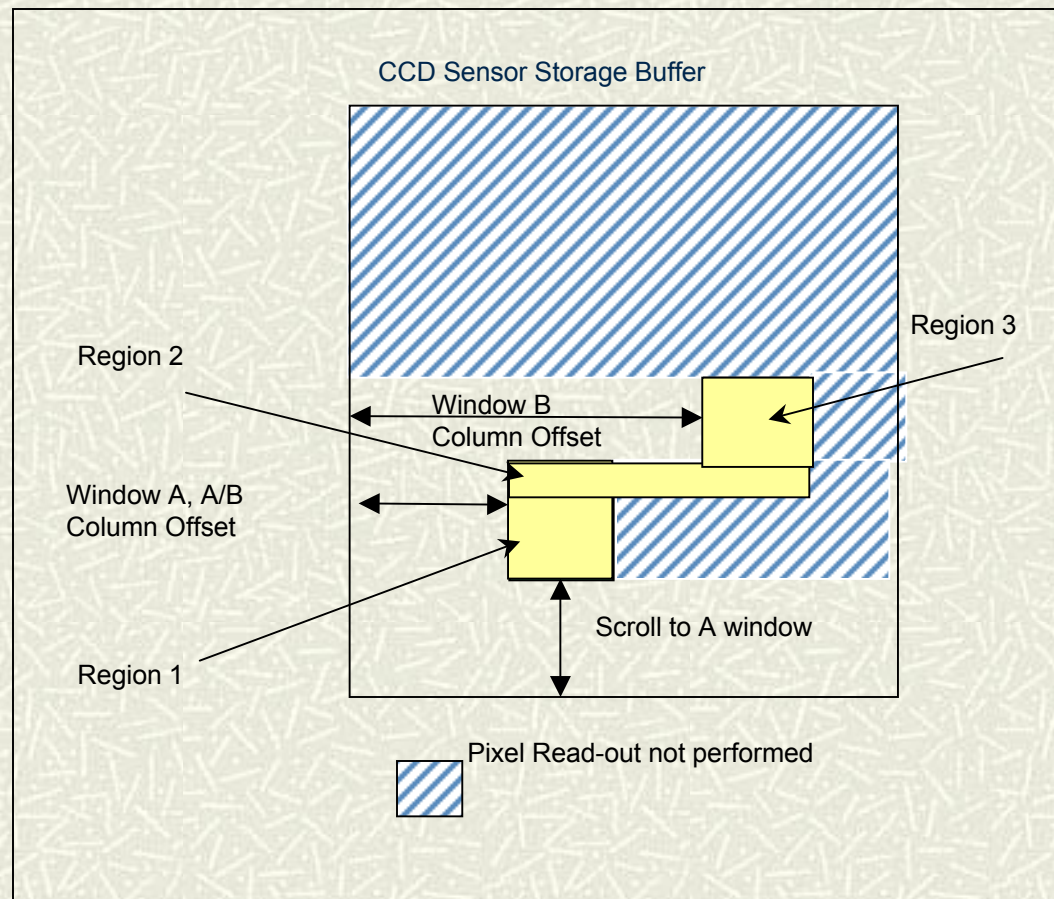 CCD Sensor Storage Buffer
Region 3
Region 2
Window B
Column Offset
Window A, A/B
Column Offset
Scroll to A window
Region 1
Pixel Read-out not performed